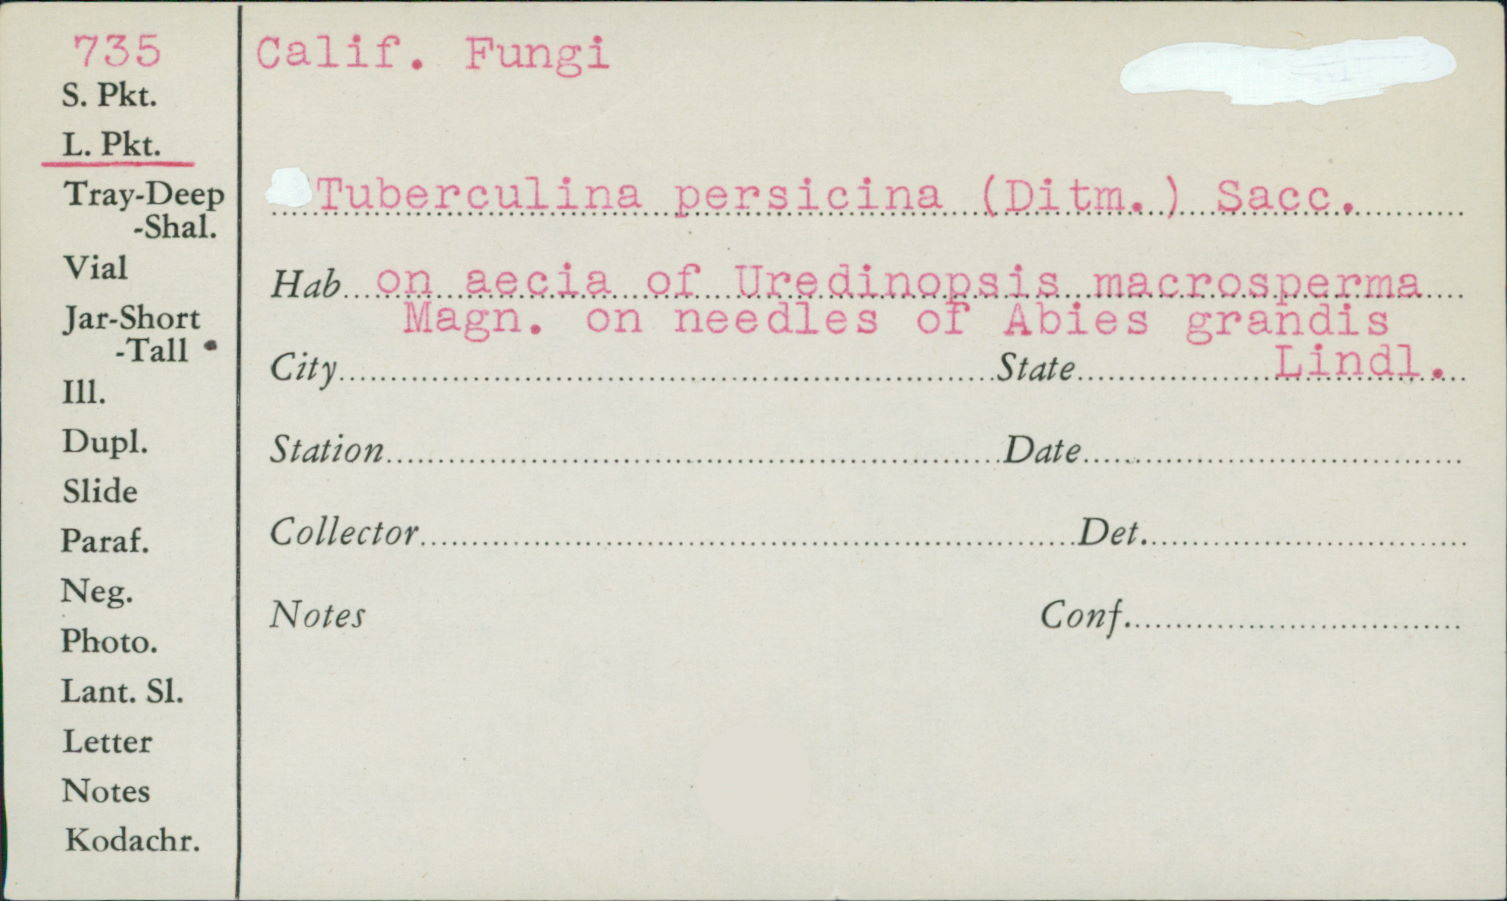 735
S. Pkt.
L. Pkt.
Tray-Deep
-Shal.
Vial
Jar-Short
-Tall
Ill.
Dupl.
Slide
Paraf.
Neg.
Photo.
Lant. Sl.
Letter
Notes
Kodachr.
Calif. Fungi
Tuberculina persicina (Ditm.) Sacc.
Hab. on aecia of Uredinopsis macrosperma
Magn. on needles of Abies grandis
Lindl.
City State
Station Date
Collector Det.
Notes Conf.